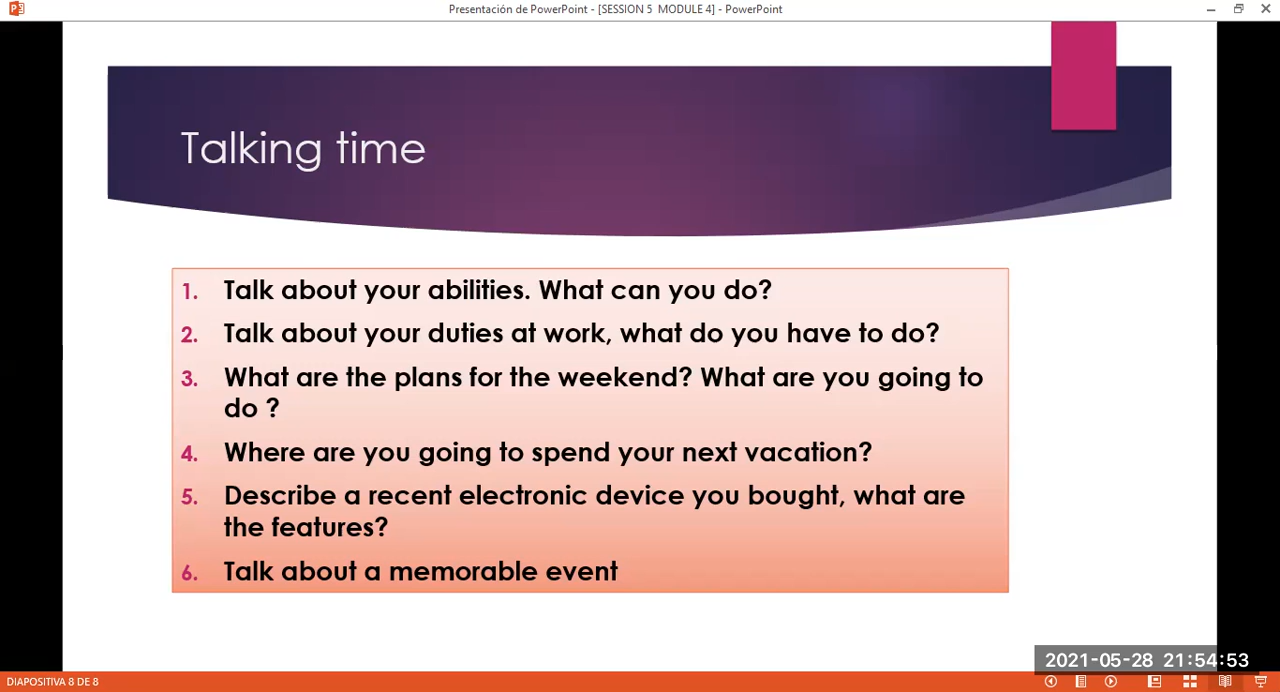 Presentación de PowerPoint - [SESSION 5 MODULE 4] - PowerPoint
Talking time
1. Talk about your abilities. What can you do?
2. Talk about your duties at work, what do you have to do?
3. What are the plans for the weekend? What are you going to
do ?
4. Where are you going to spend your next vacation?
5. Describe a recent electronic device you bought, what are
the features?
6. Talk about a memorable event
2021-05-28 21:54:53
DIAPOSITIVA 8 DE 8